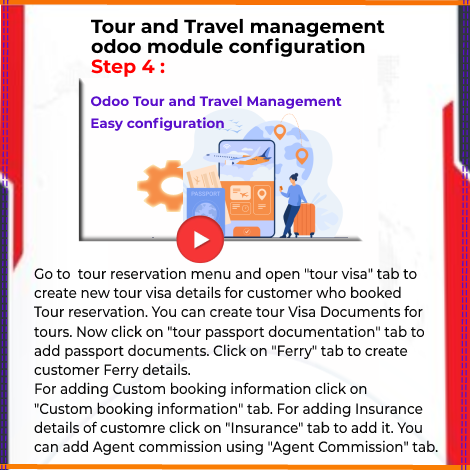 Tour and Travel management
odoo module configuration
Step 4 :
Odoo Tour and Travel Management
Easy configuration
PASSPORT
Go to tour reservation menu and open "tour visa" tab to
create new tour visa details for customer who booked
Tour reservation. You can create tour Visa Documents for
tours. Now click on "tour passport documentation" tab to
add passport documents. Click on "Ferry" tab to create
customer Ferry details.
For adding Custom booking information click on
"Custom booking information" tab. For adding Insurance
details of customre click on "Insurance" tab to add it. You
can add Agent commission using "Agent Commission" tab.